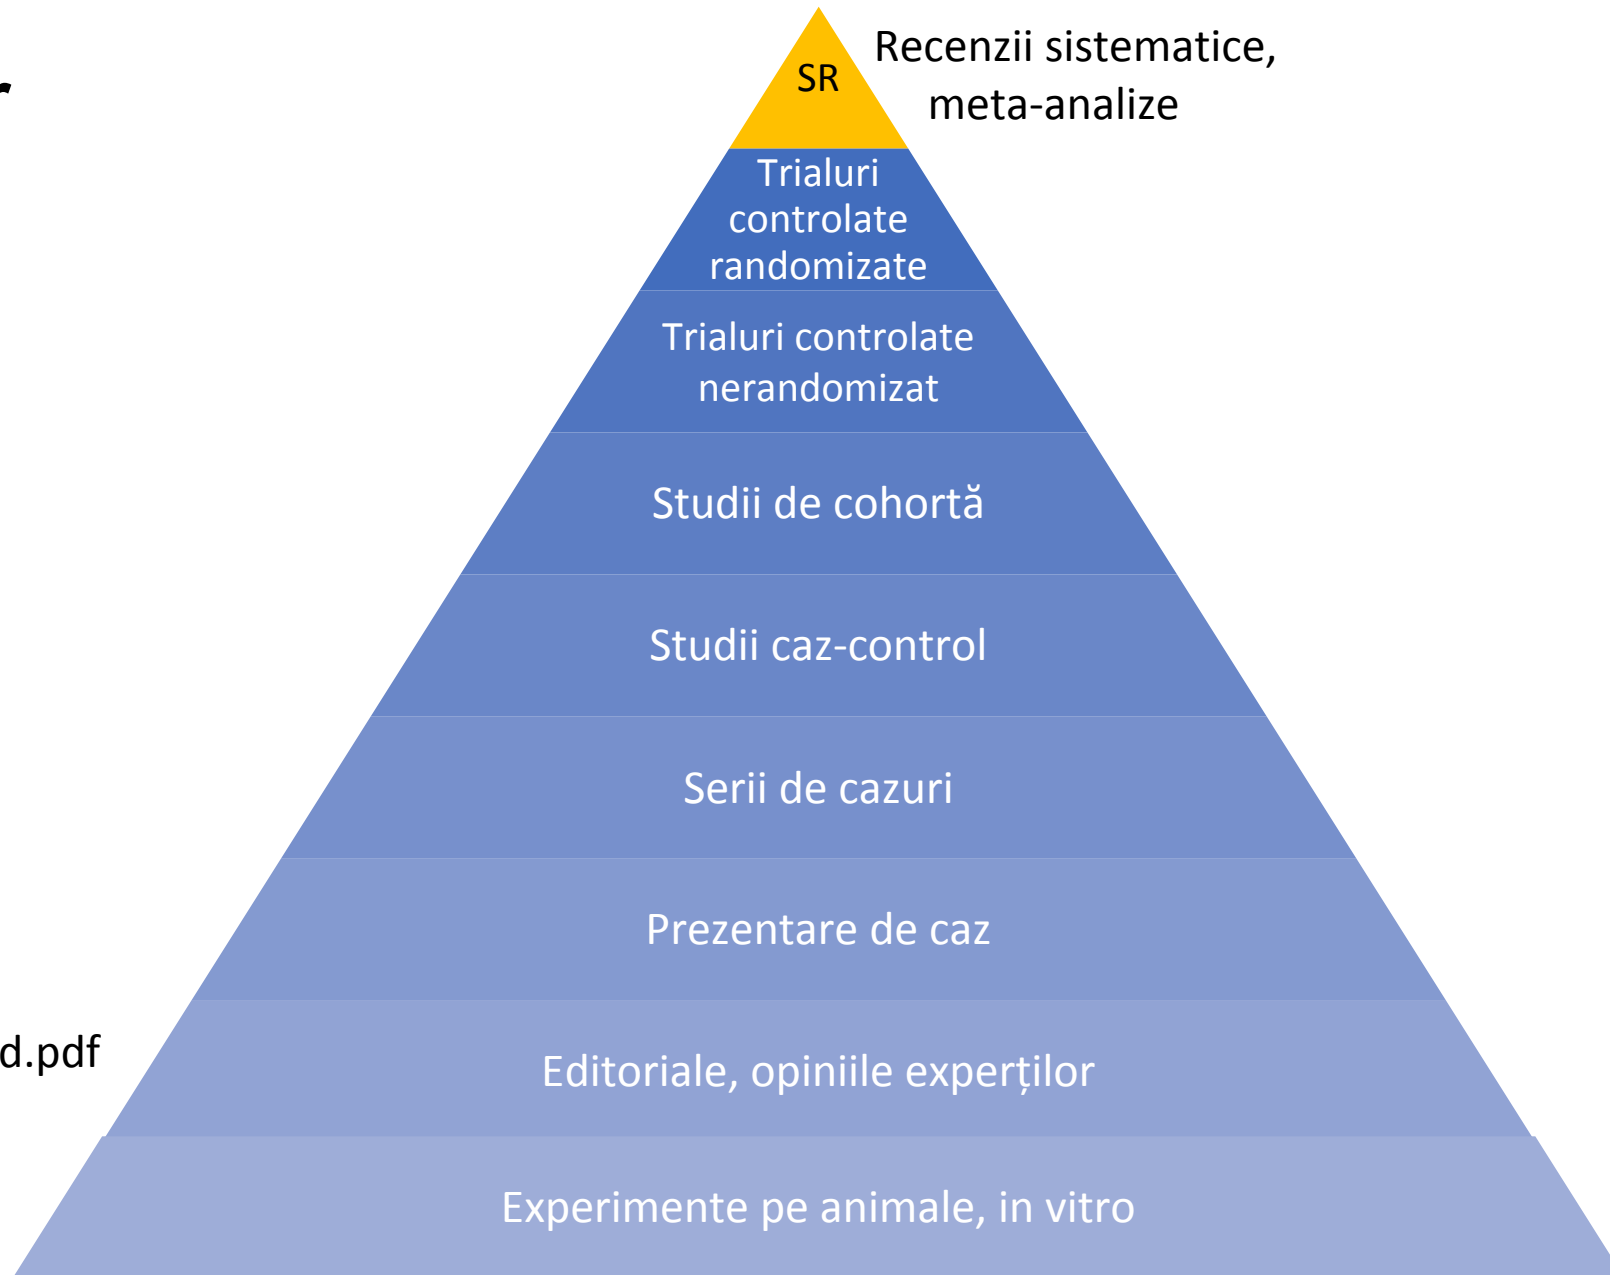 SR
Recenzii sistematice,
meta-analize
Trialuri
controlate
randomizate
Trialuri controlate
nerandomizat
Studii de cohortă
Studii caz-control
Serii de cazuri
Prezentare de caz
d.pdf
Editoriale, opiniile experților
Experimente pe animale, in vitro